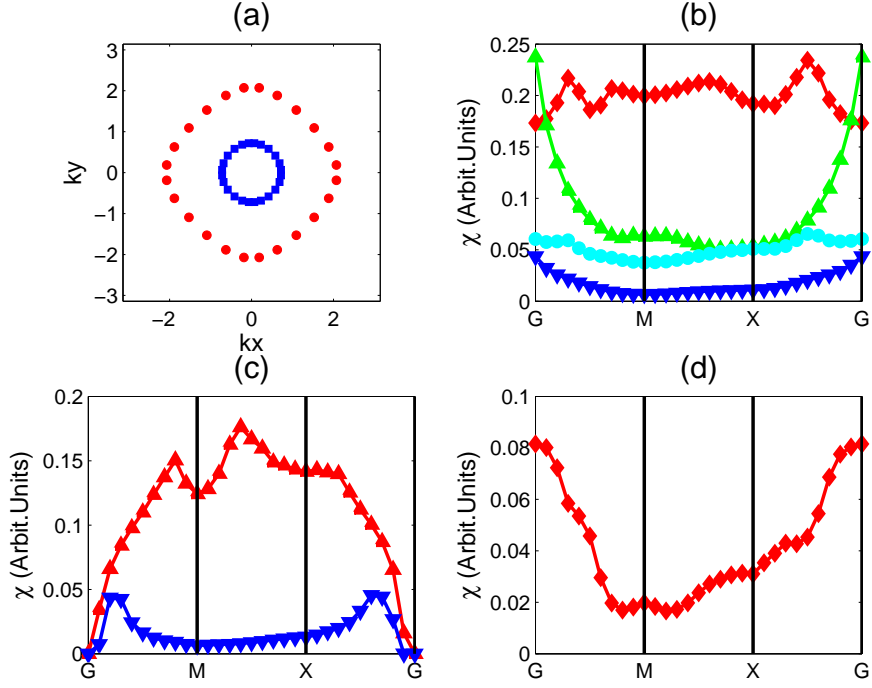 (a)
3
2
1
0
−1
−2
−3
ky
−2 0 2
kx
(b)
0.25
0.2
0.15
0.1
0.05
0
χ (Arbit.Units)
G M X G
(c)
0.2
0.15
0.1
0.05
0
χ (Arbit.Units)
G M X G
(d)
0.1
0.08
0.06
0.04
0.02
0
χ (Arbit.Units)
G M X G